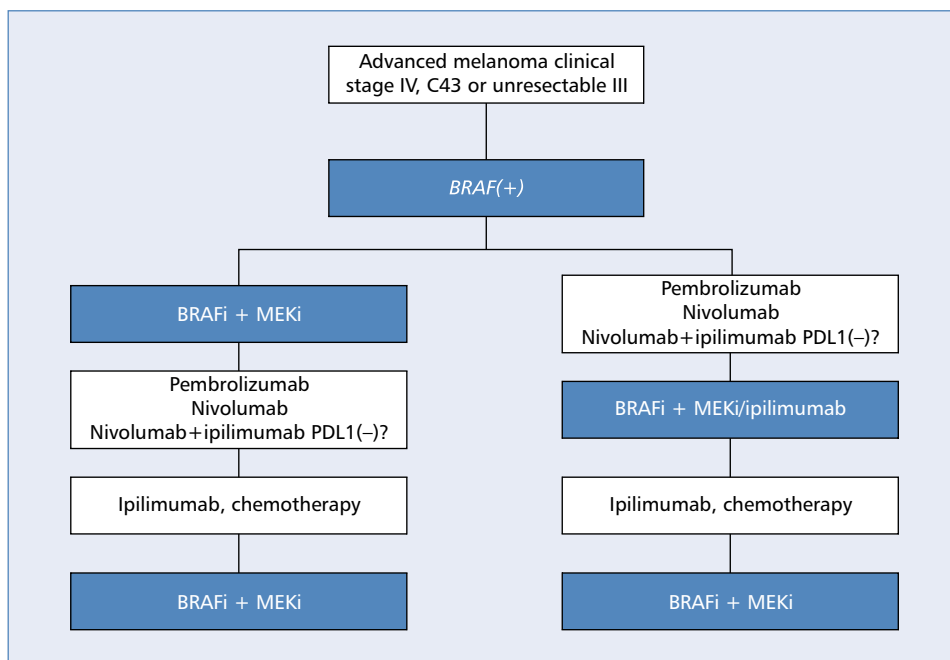 Advanced melanoma clinical
stage IV, C43 or unresectable III
BRAF(+)
BRAFi + MEKi
Pembrolizumab
Nivolumab
Nivolumab+ipilimumab PDL1(–)?
Ipilimumab, chemotherapy
BRAFi + MEKi
Pembrolizumab
Nivolumab
Nivolumab+ipilimumab PDL1(–)?
BRAFi + MEKi/ipilimumab
Ipilimumab, chemotherapy
BRAFi + MEKi